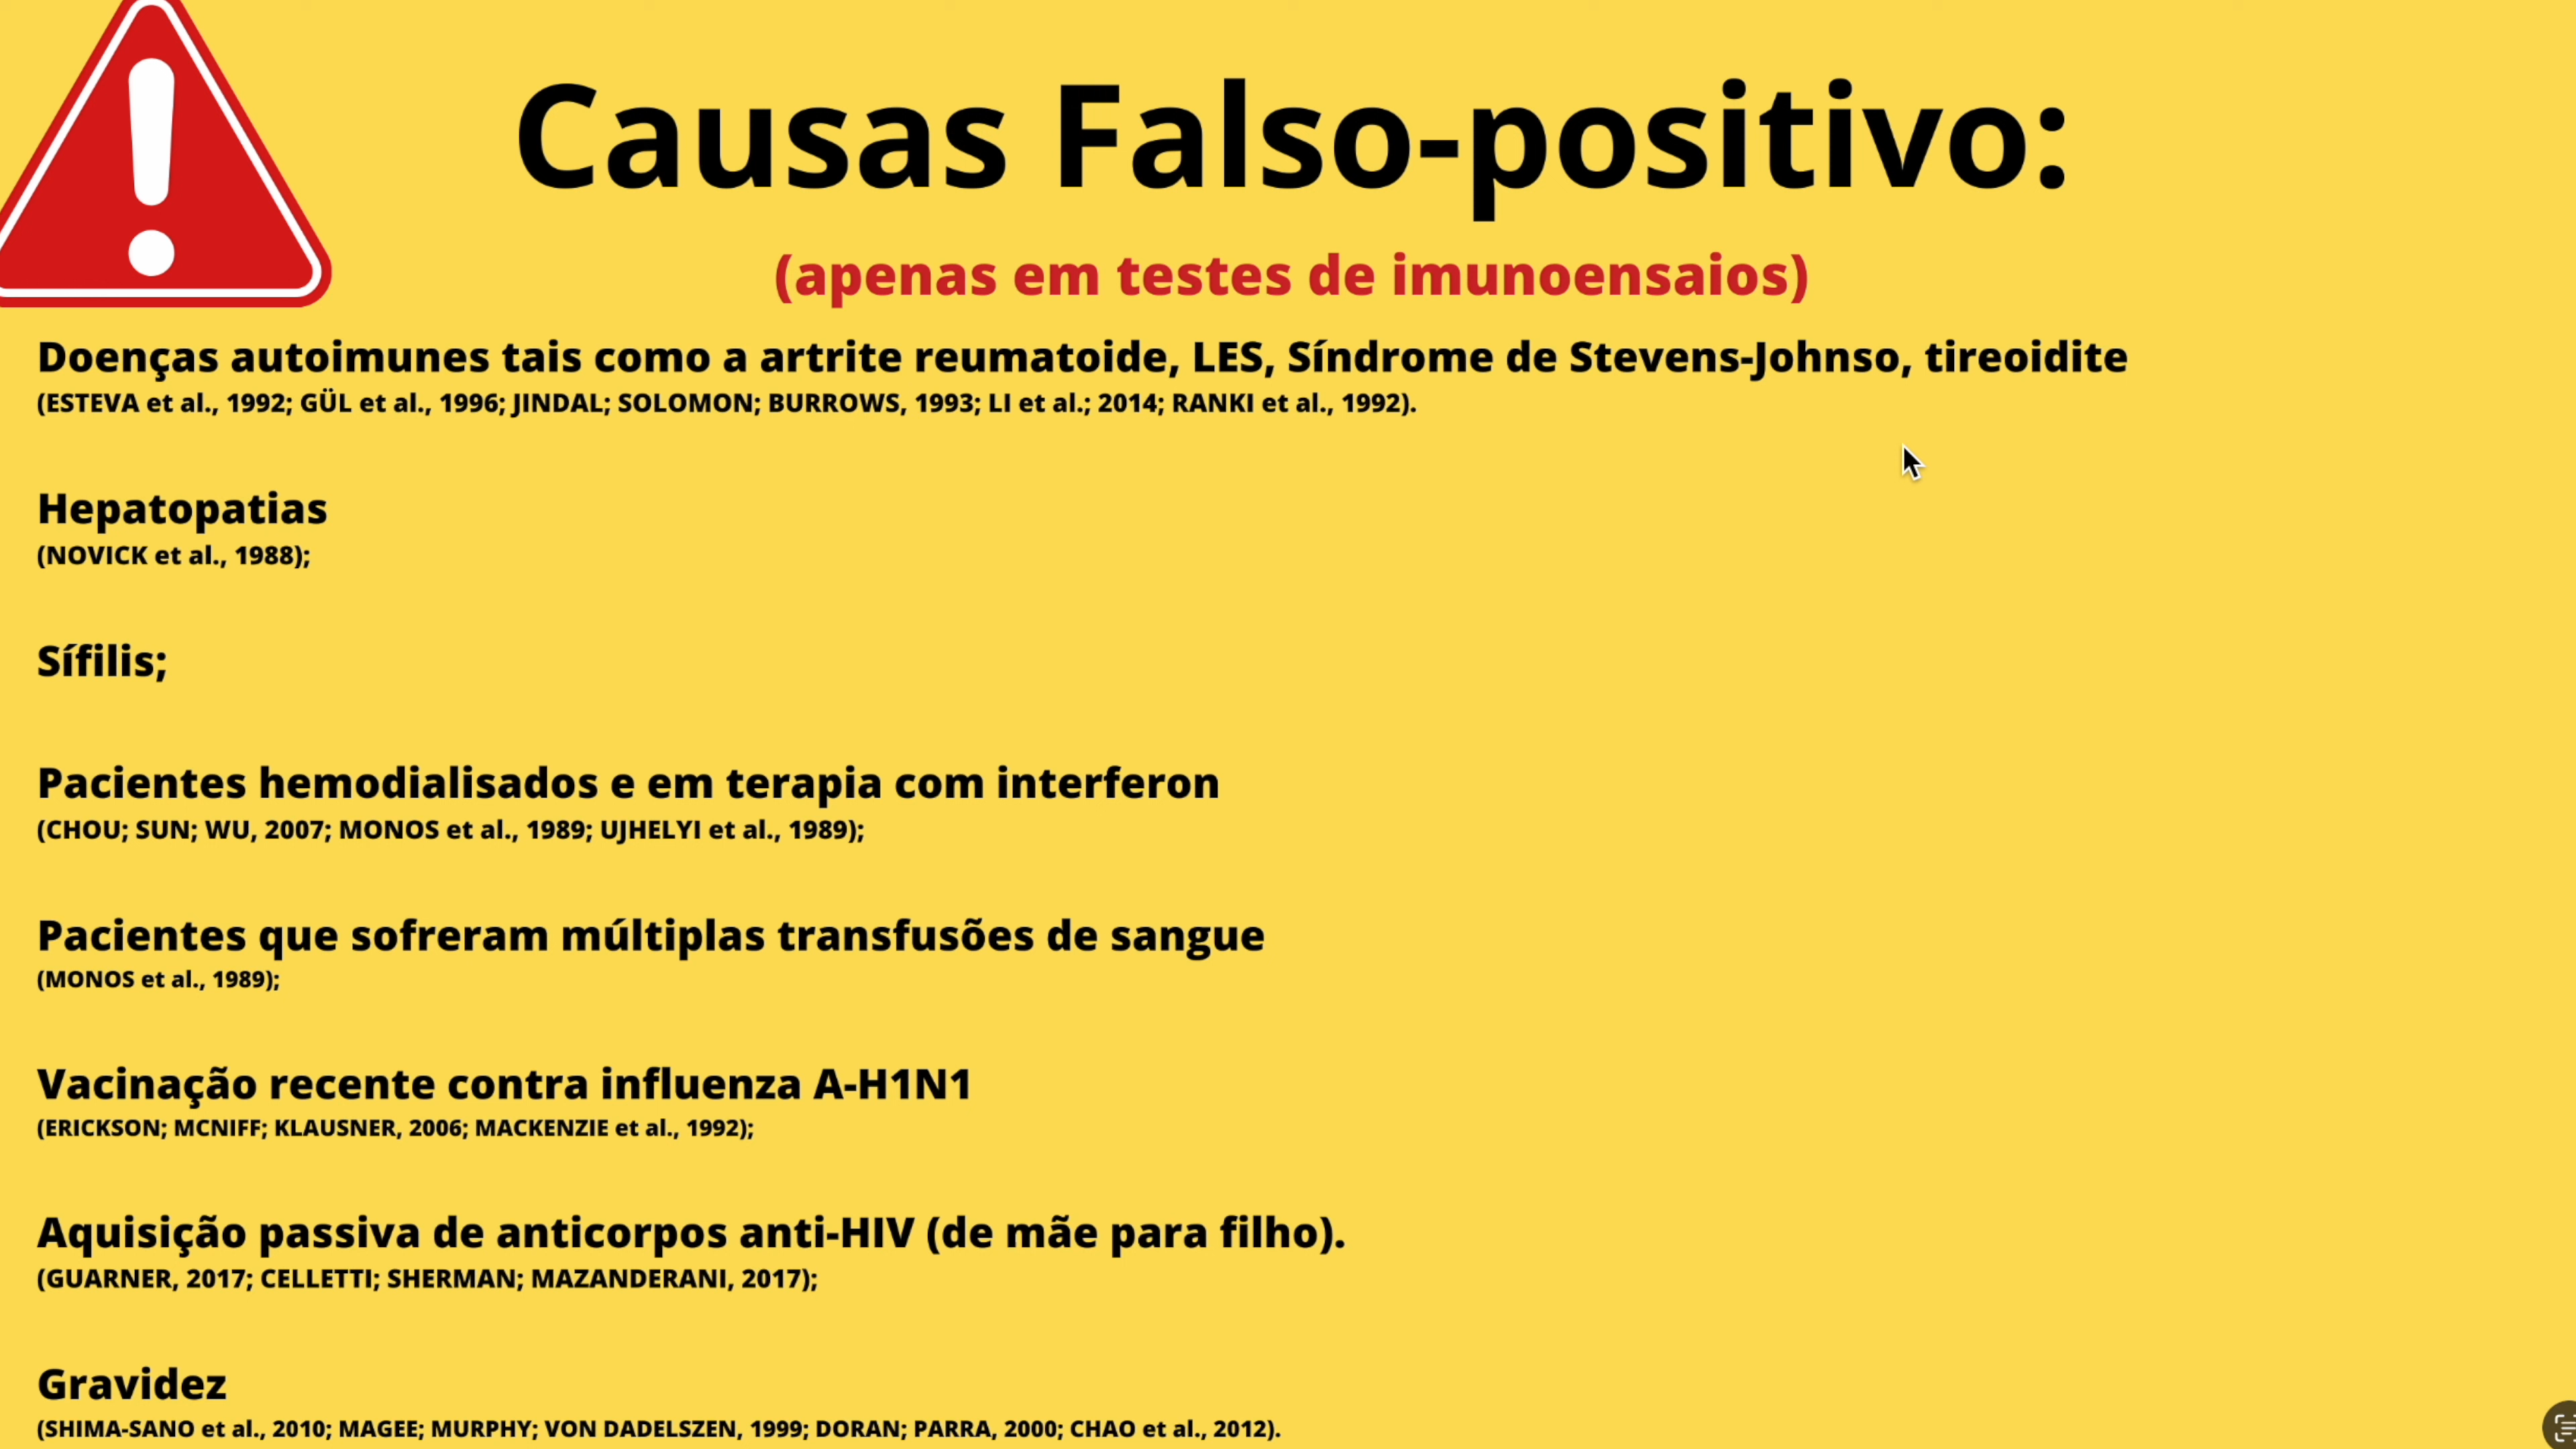 Causas Falso-positivo:
(apenas em testes de imunoensaios)
Doenças autoimunes tais como a artrite reumatoide, LES, Síndrome de Stevens-Johnso, tireoidite
(ESTEVA et al., 1992; GÜL et al., 1996; JINDAL; SOLOMON; BURROWS, 1993; LI et al.; 2014; RANKI et al., 1992).
Hepatopatias
(NOVICK et al., 1988);
Sífilis;
Pacientes hemodialisados e em terapia com interferon
(CHOU; SUN; WU, 2007; MONOS et al., 1989; UJHELYI et al., 1989);
Pacientes que sofreram múltiplas transfusões de sangue
(MONOS et al., 1989);
Vacinação recente contra influenza A-H1N1
(ERICKSON; MCNIFF; KLAUSNER, 2006; MACKENZIE et al., 1992);
Aquisição passiva de anticorpos anti-HIV (de mãe para filho).
(GUARNER, 2017; CELLETTI; SHERMAN; MAZANDERANI, 2017);
Gravidez
(SHIMA-SANO et al., 2010; MAGEE; MURPHY; VON DADELSZEN, 1999; DORAN; PARRA, 2000; CHAO et al., 2012).